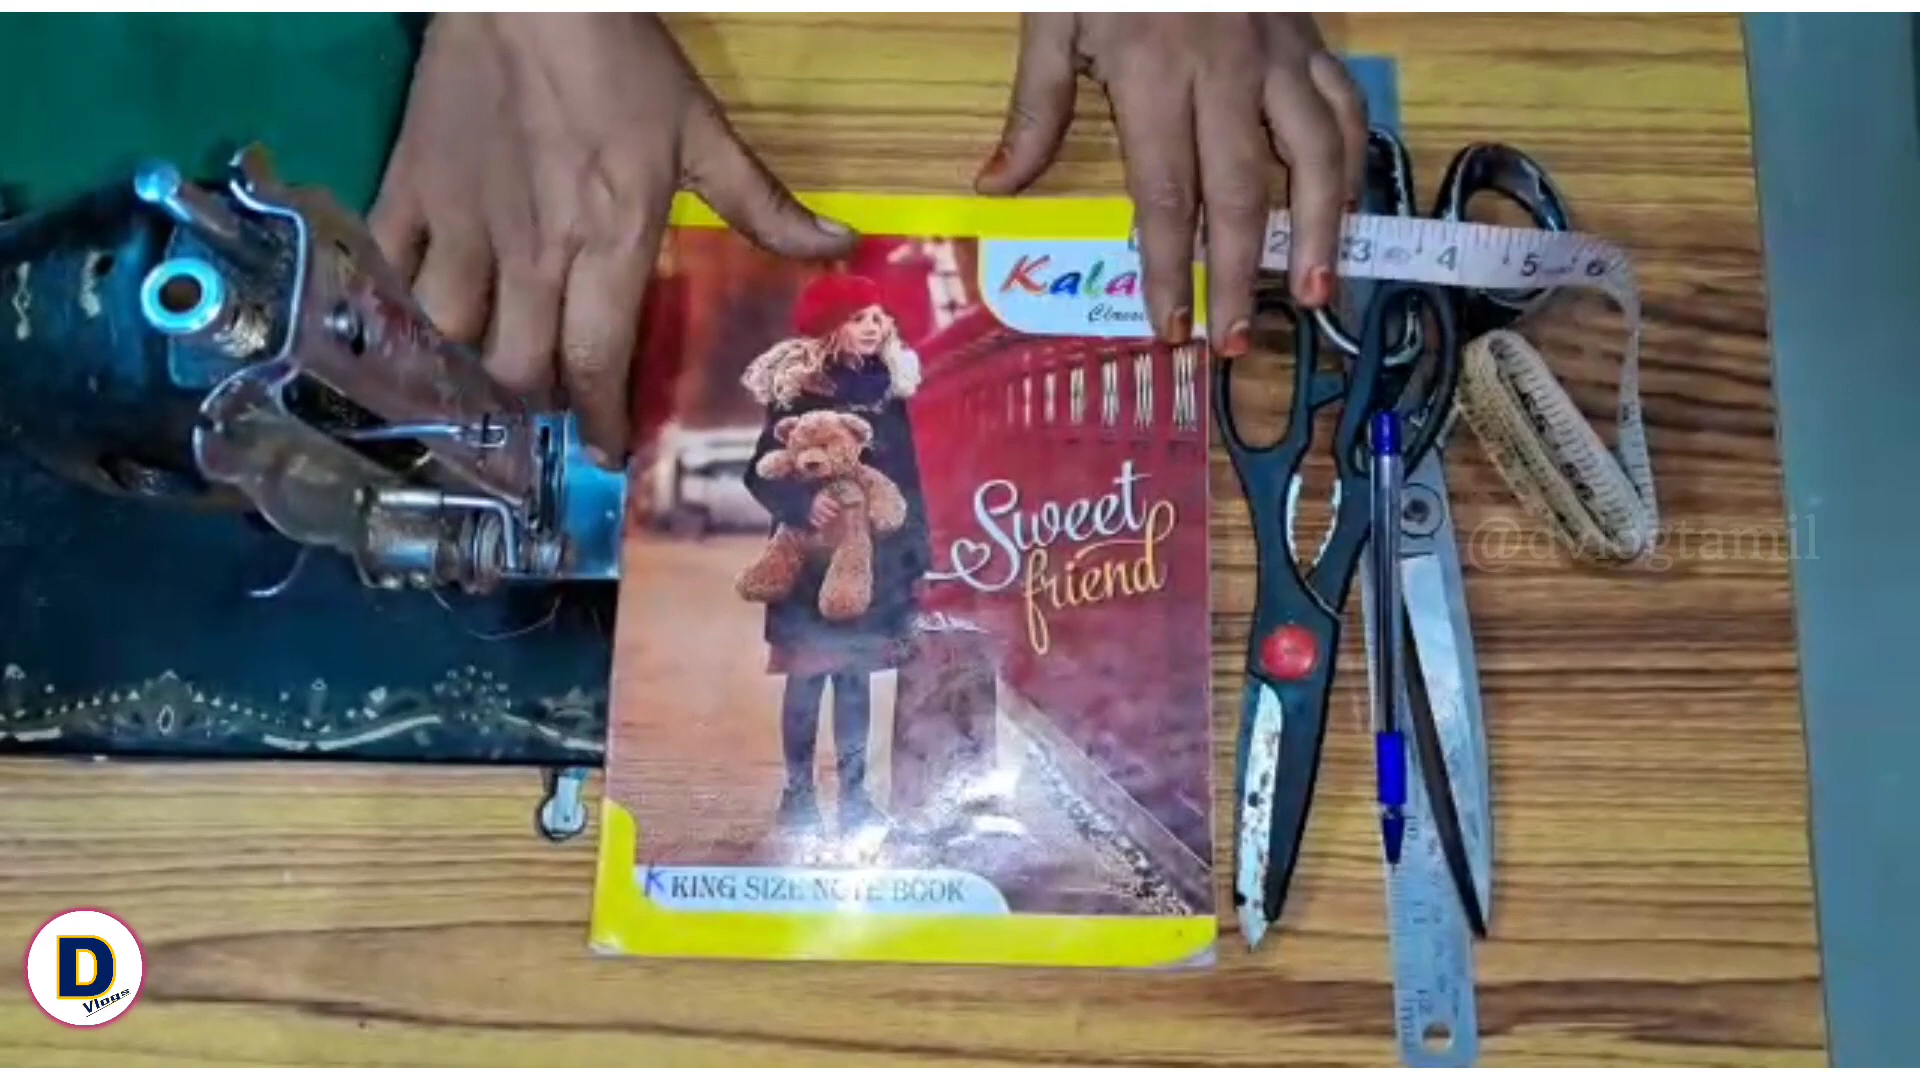 Kala
2 3 4 5 6
Sweet
friend
@dvlogtamil
K KING SIZE NOTE BOOK
D
Vlogs